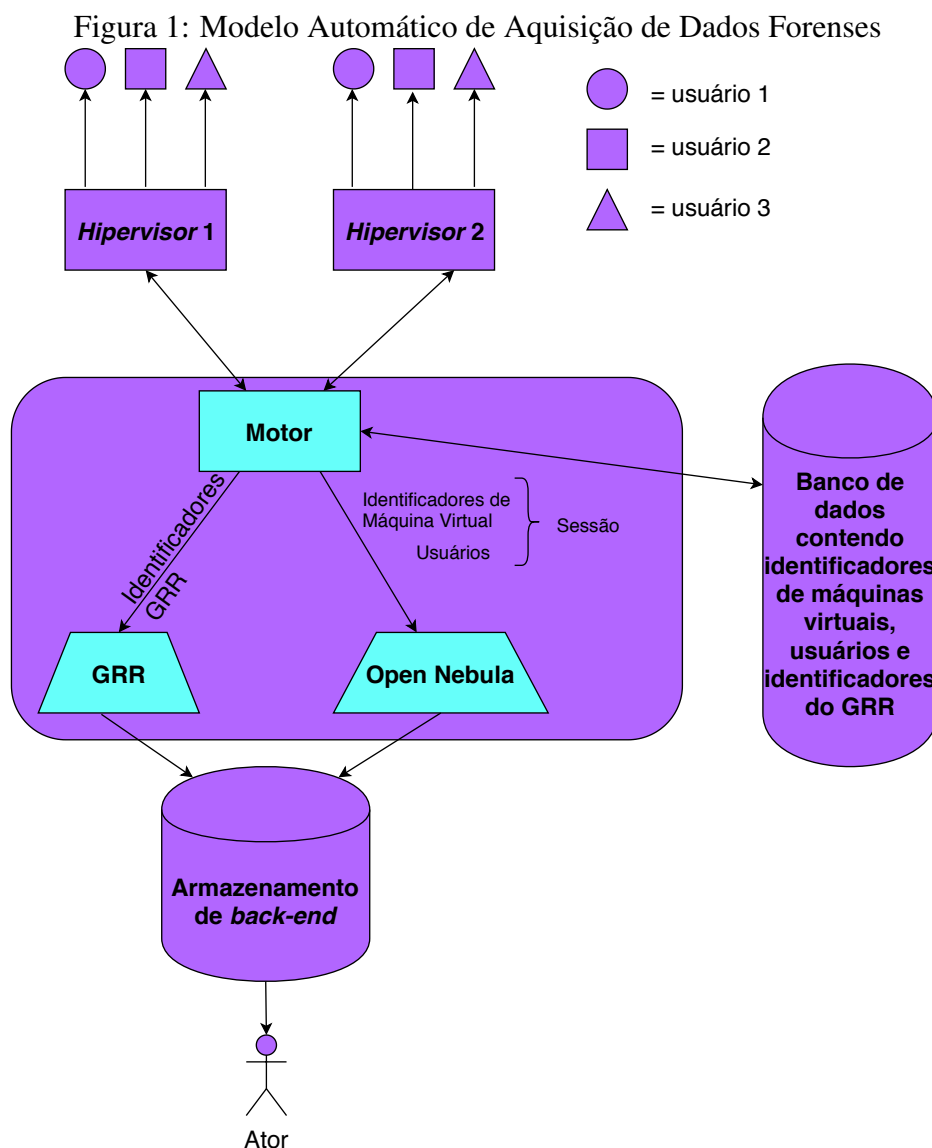 Figura 1: Modelo Automático de Aquisição de Dados Forenses
= usuário 1
= usuário 2
= usuário 3
Hipervisor 1
Hipervisor 2
Motor
Identificadores
GRR
Identificadores de
Máquina Virtual
Usuários
Sessão
GRR
Open Nebula
Banco de
dados
contendo
identificadores
de máquinas
virtuais,
usuários e
identificadores
do GRR
Armazenamento
de back-end
Ator